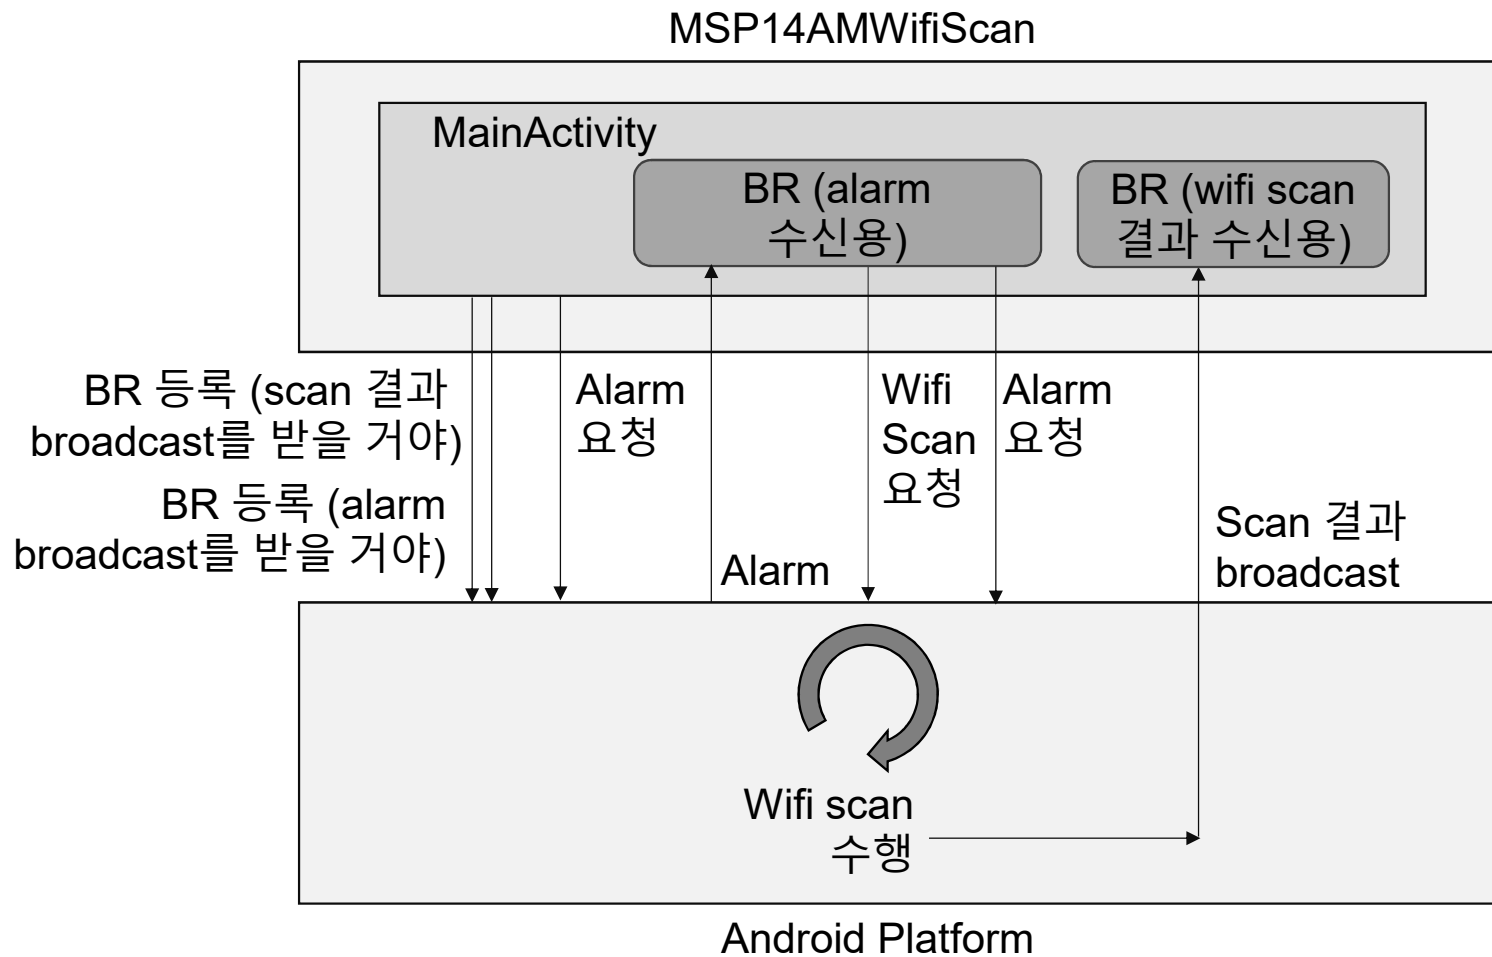 MSP14AMWifiScan
MainActivity
BR (alarm
수신용)
BR (wifi scan
결과 수신용)
BR 등록 (scan 결과
broadcast를 받을 거야)
BR 등록 (alarm
broadcast를 받을 거야)
Alarm
요청
Alarm
Wifi
Scan
요청
Alarm
요청
Scan 결과
broadcast
Wifi scan
수행
Android Platform